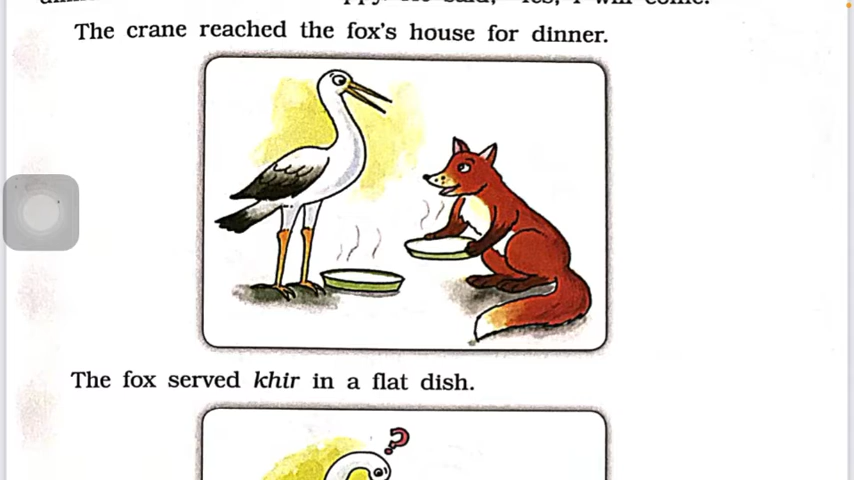 The crane reached the fox's house for dinner.
The fox served khir in a flat dish.
?